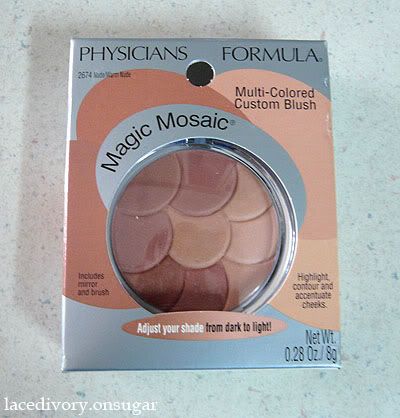 PHYSICIANS FORMULA®
2674 Nude/Warm Nude
Multi-Colored
Custom Blush
Magic Mosaic®
Includes
mirror
and brush
Highlight,
contour and
accentuate
cheeks.
Adjust your shade from dark to light!
Net Wt.
0.28 Oz./8g
lacedivory.onsugar